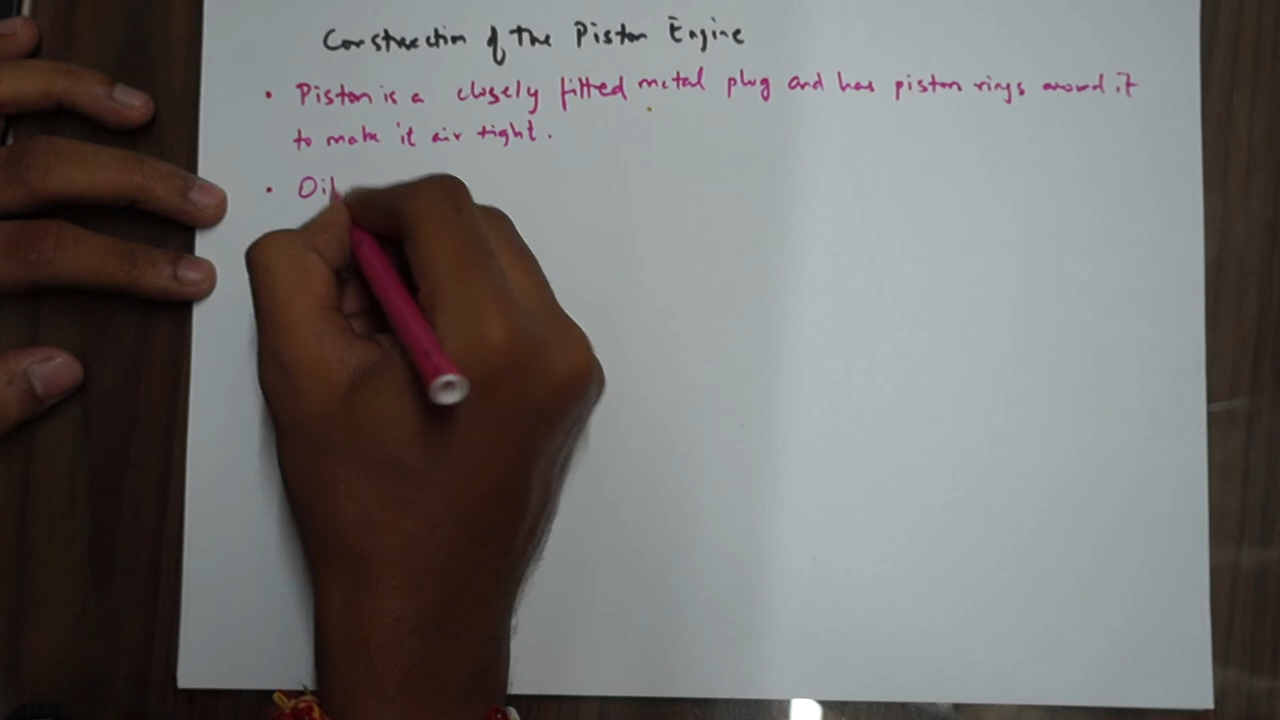 Construction of the Piston Engine
• Piston is a closely fitted metal plug and has piston rings around it
to make it air tight.
• Oil